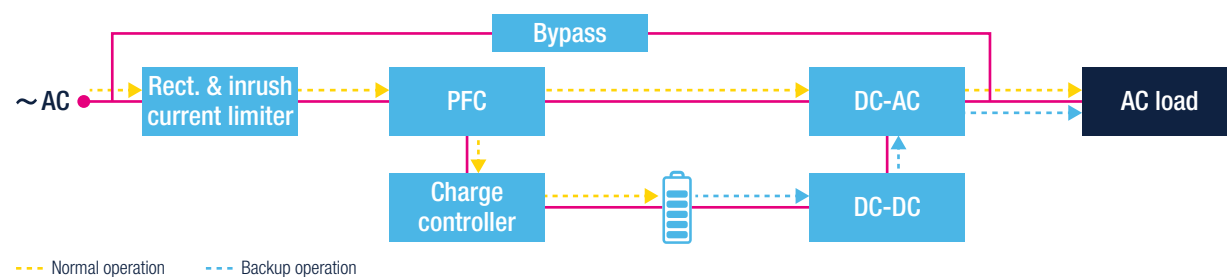 Bypass
~ AC
Rect. & inrush
current limiter
PFC
DC-AC
AC load
Charge
controller
DC-DC
Normal operation
Backup operation